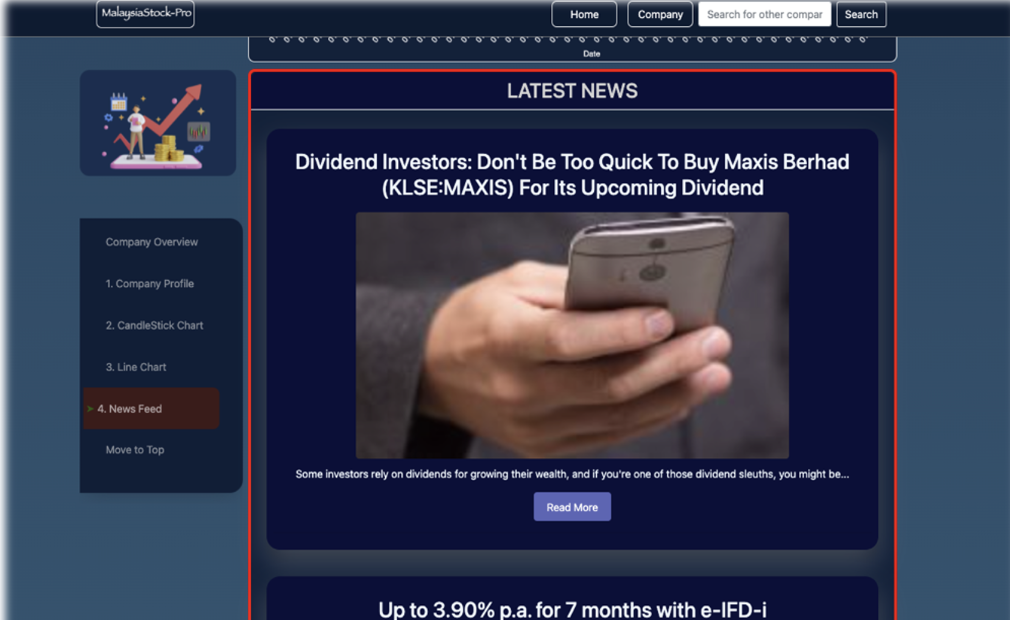 MalaysiaStock-Pro
Home
Company
Search for other compar
Search
Date
LATEST NEWS
Dividend Investors: Don't Be Too Quick To Buy Maxis Berhad
(KLSE:MAXIS) For Its Upcoming Dividend
Company Overview
1. Company Profile
2. CandleStick Chart
3. Line Chart
➤ 4. News Feed
Move to Top
Some investors rely on dividends for growing their wealth, and if you're one of those dividend sleuths, you might be...
Read More
Up to 3.90% p.a. for 7 months with e-IFD-i